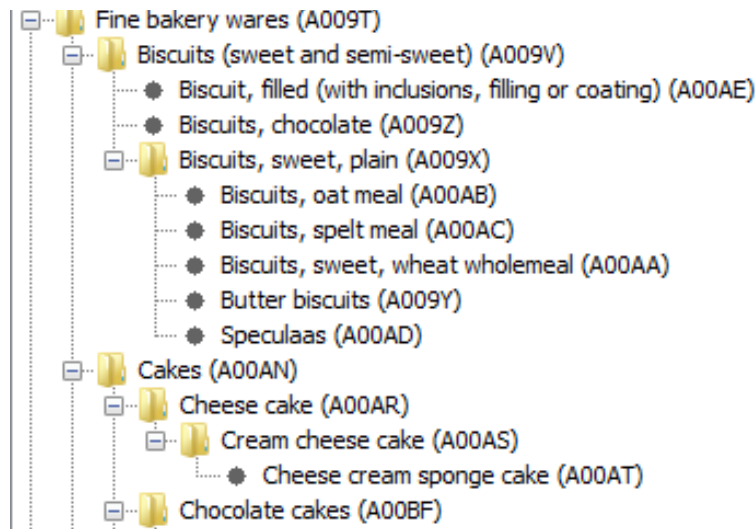 Fine bakery wares (A009T)
Biscuits (sweet and semi-sweet) (A009V)
Biscuit, filled (with inclusions, filling or coating) (A00AE)
Biscuits, chocolate (A009Z)
Biscuits, sweet, plain (A009X)
Biscuits, oat meal (A00AB)
Biscuits, spelt meal (A00AC)
Biscuits, sweet, wheat wholemeal (A00AA)
Butter biscuits (A009Y)
Speculaas (A00AD)
Cakes (A00AN)
Cheese cake (A00AR)
Cream cheese cake (A00AS)
Cheese cream sponge cake (A00AT)
Chocolate cakes (A00BF)